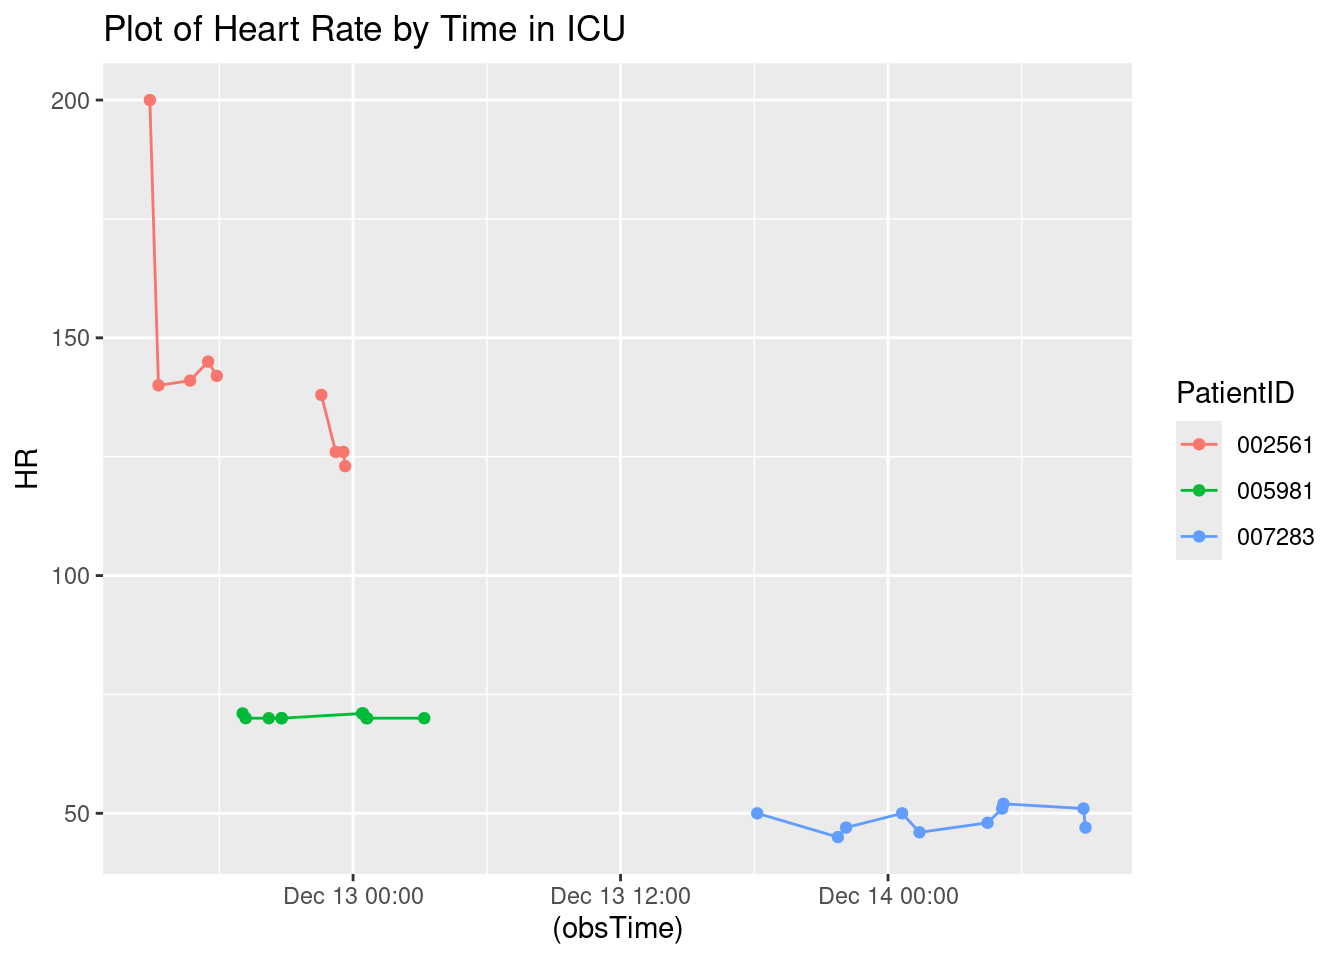 Plot of Heart Rate by Time in ICU
200
150
100
50
HR
Dec 13 00:00
Dec 13 12:00
Dec 14 00:00
(obsTime)
PatientID
002561
005981
007283